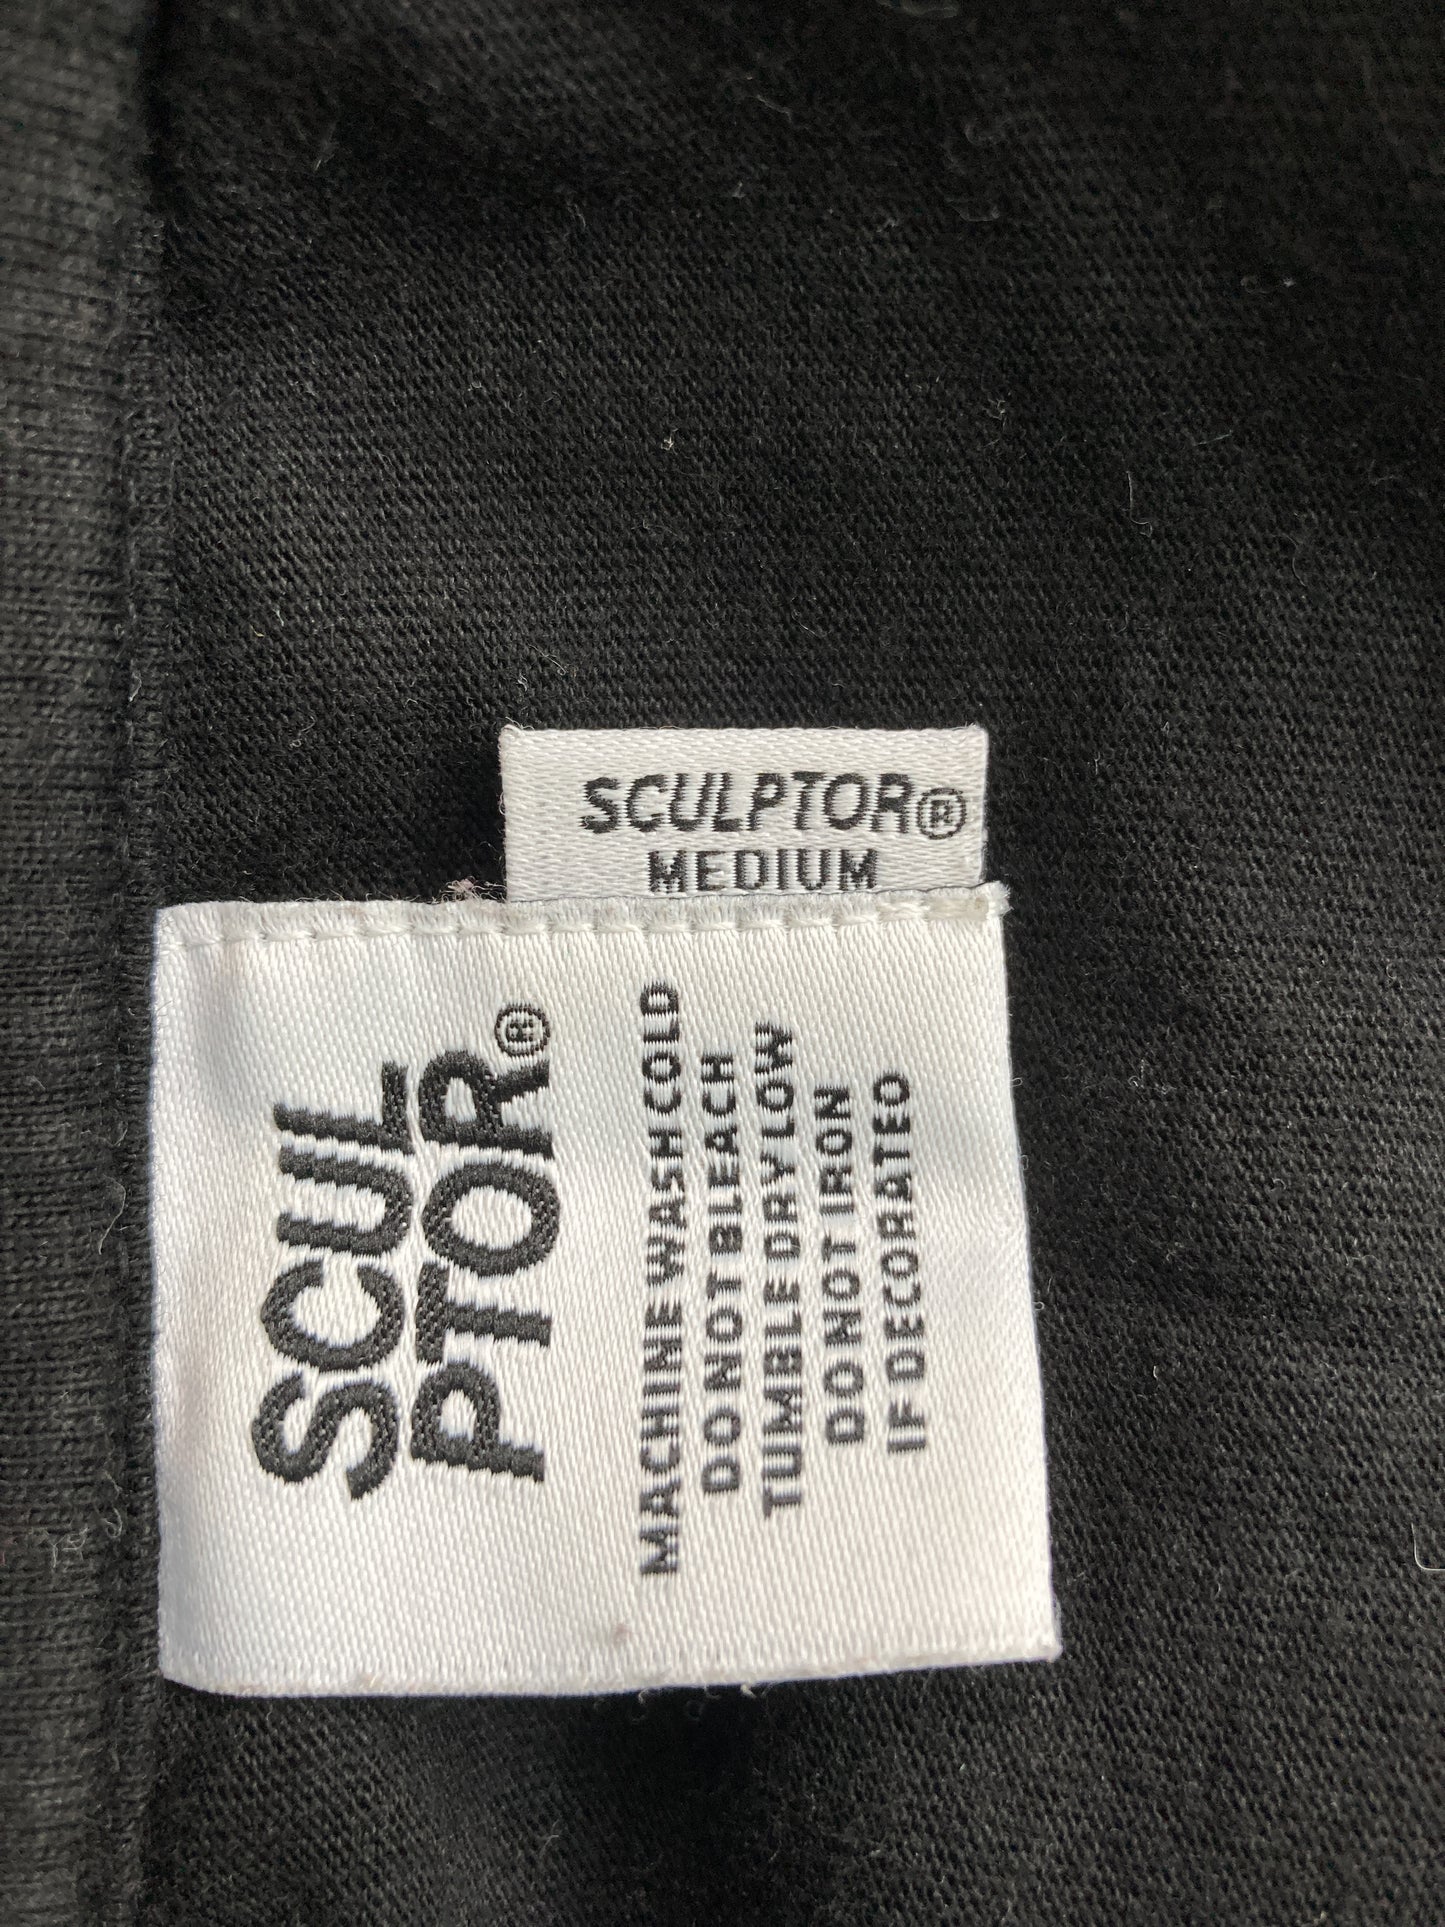 SCULPTOR®
MEDIUM
SCUL
PTOR®
MACHINE WASH COLD
DO NOT BLEACH
TUMBLE DRY LOW
DO NOT IRON
IF DECORATED